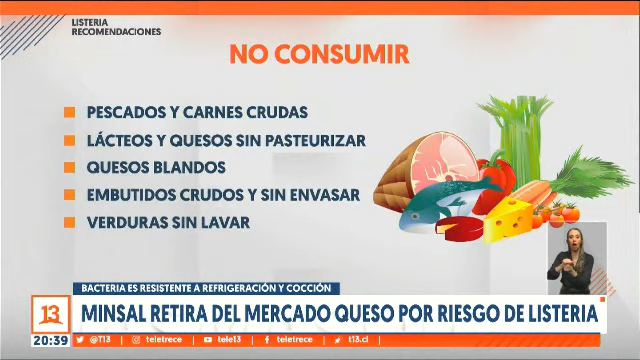 LISTERIA
RECOMENDACIONES
NO CONSUMIR
PESCADOS Y CARNES CRUDAS
LÁCTEOS Y QUESOS SIN PASTEURIZAR
QUESOS BLANDOS
EMBUTIDOS CRUDOS Y SIN ENVASAR
VERDURAS SIN LAVAR
BACTERIA ES RESISTENTE A REFRIGERACIÓN Y COCCIÓN
13
MINSAL RETIRA DEL MERCADO QUESO POR RIESGO DE LISTERIA
20:39 @T13 teletrece tele13 teletrece t13.cl